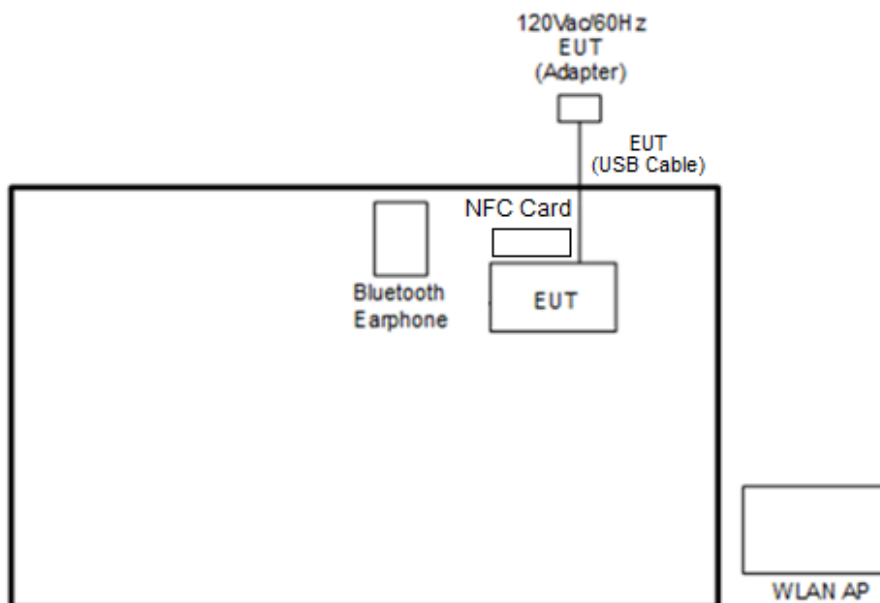 120Vac/60Hz
EUT
(Adapter)
EUT
(USB Cable)
NFC Card
Bluetooth
Earphone
EUT
WLAN AP